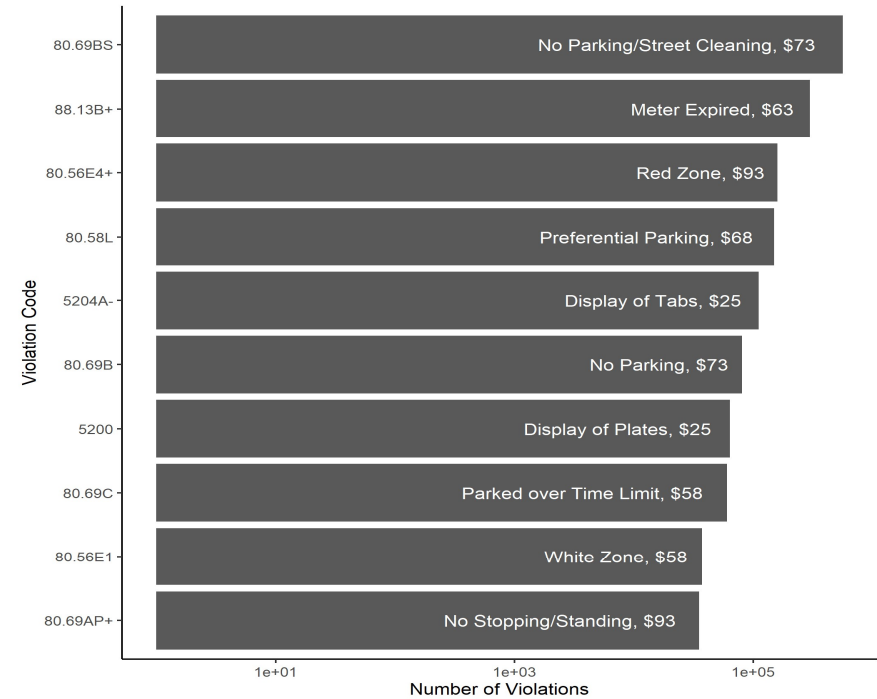 80.69BS No Parking/Street Cleaning, $73
88.13B+ Meter Expired, $63
80.56E4+ Red Zone, $93
80.58L Preferential Parking, $68
5204A- Display of Tabs, $25
80.69B No Parking, $73
5200 Display of Plates, $25
80.69C Parked over Time Limit, $58
80.56E1 White Zone, $58
80.69AP+ No Stopping/Standing, $93
Violation Code
1e+01 1e+03 1e+05
Number of Violations